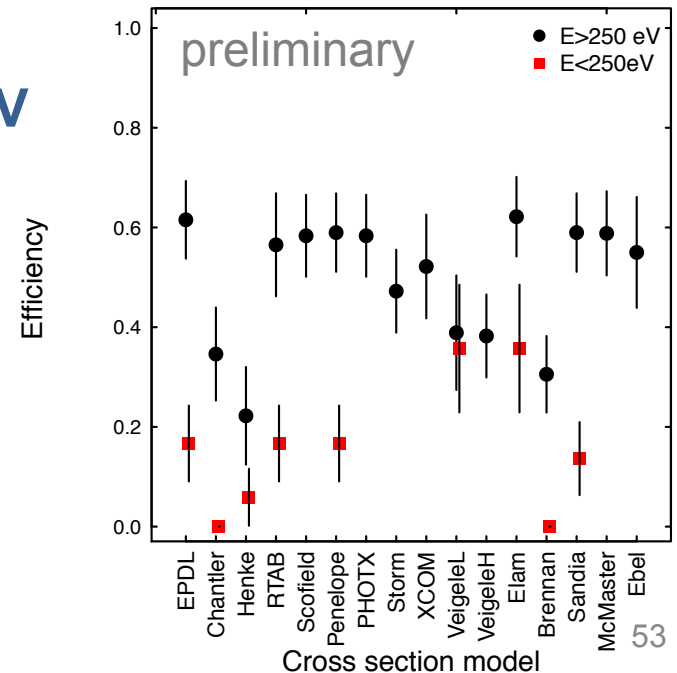 V
preliminary
E>250 eV
E<250eV
1.0
0.8
0.6
0.4
0.2
0.0
Efficiency
EPDL
Chantler
Henke
RTAB
Scofield
Penelope
PHOTX
Storm
XCOM
VeigeleL
VeigeleH
Elam
Brennan
Sandia
McMaster
Ebel
Cross section model
53